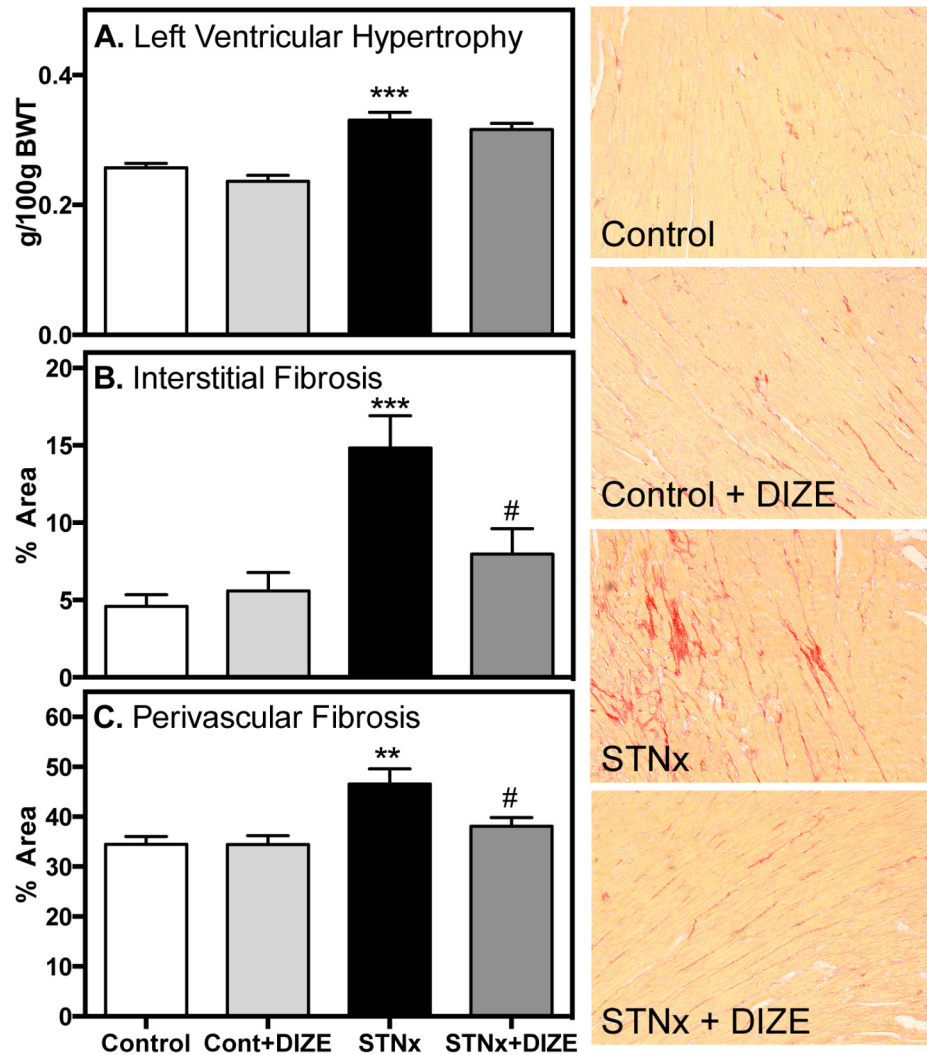 A. Left Ventricular Hypertrophy
0.4
***
g/100g BWT
0.2
0.0
B. Interstitial Fibrosis
20
***
15
% Area
10
#
5
0
C. Perivascular Fibrosis
60
**
50
#
40
% Area
30
20
10
0
Control Cont+DIZE STNx STNx+DIZE
Control
Control + DIZE
STNx
STNx + DIZE